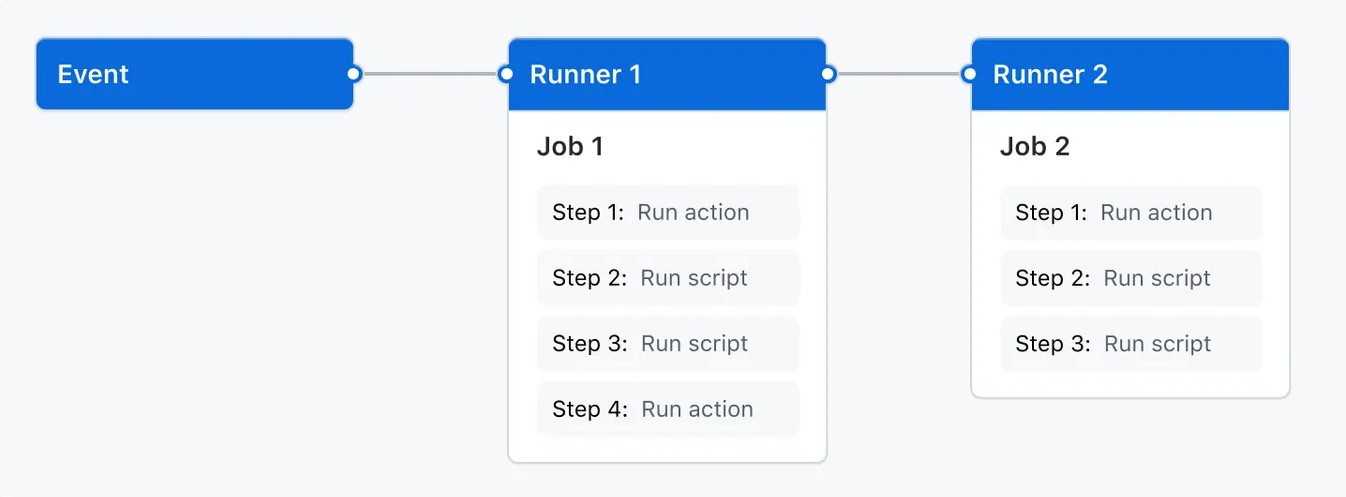 Event
Runner 1
Job 1
Step 1: Run action
Step 2: Run script
Step 3: Run script
Step 4: Run action
Runner 2
Job 2
Step 1: Run action
Step 2: Run script
Step 3: Run script